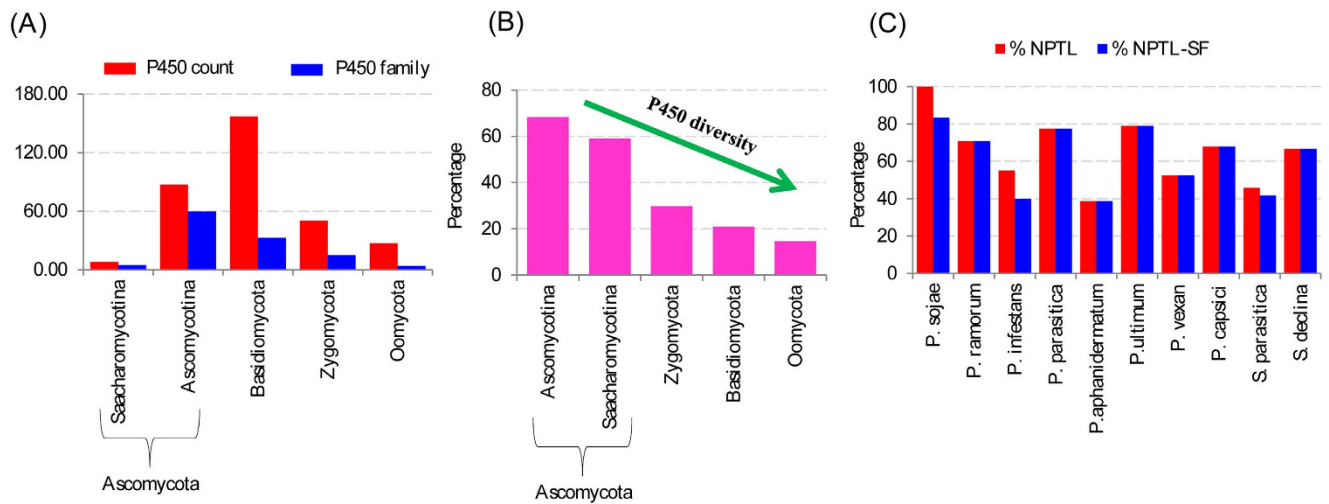 (A)
P450 count
P450 family
180.00
120.00
60.00
0.00
Saacharomycotina
Ascomycotina
Basidiomycota
Zygomycota
Oomycota
Ascomycota
(B)
Percentage
80
60
40
20
0
P450 diversity
Ascomycotina
Saacharomycotina
Zygomycota
Basidiomycota
Oomycota
Ascomycota
(C)
% NPTL
% NPTL-SF
Percentage
100
80
60
40
20
0
P. sojae
P. ramorum
P. infestans
P. parasitica
P.aphanidermatum
P.ultimum
P. vexan
P. capsici
S. parasitica
S. declina